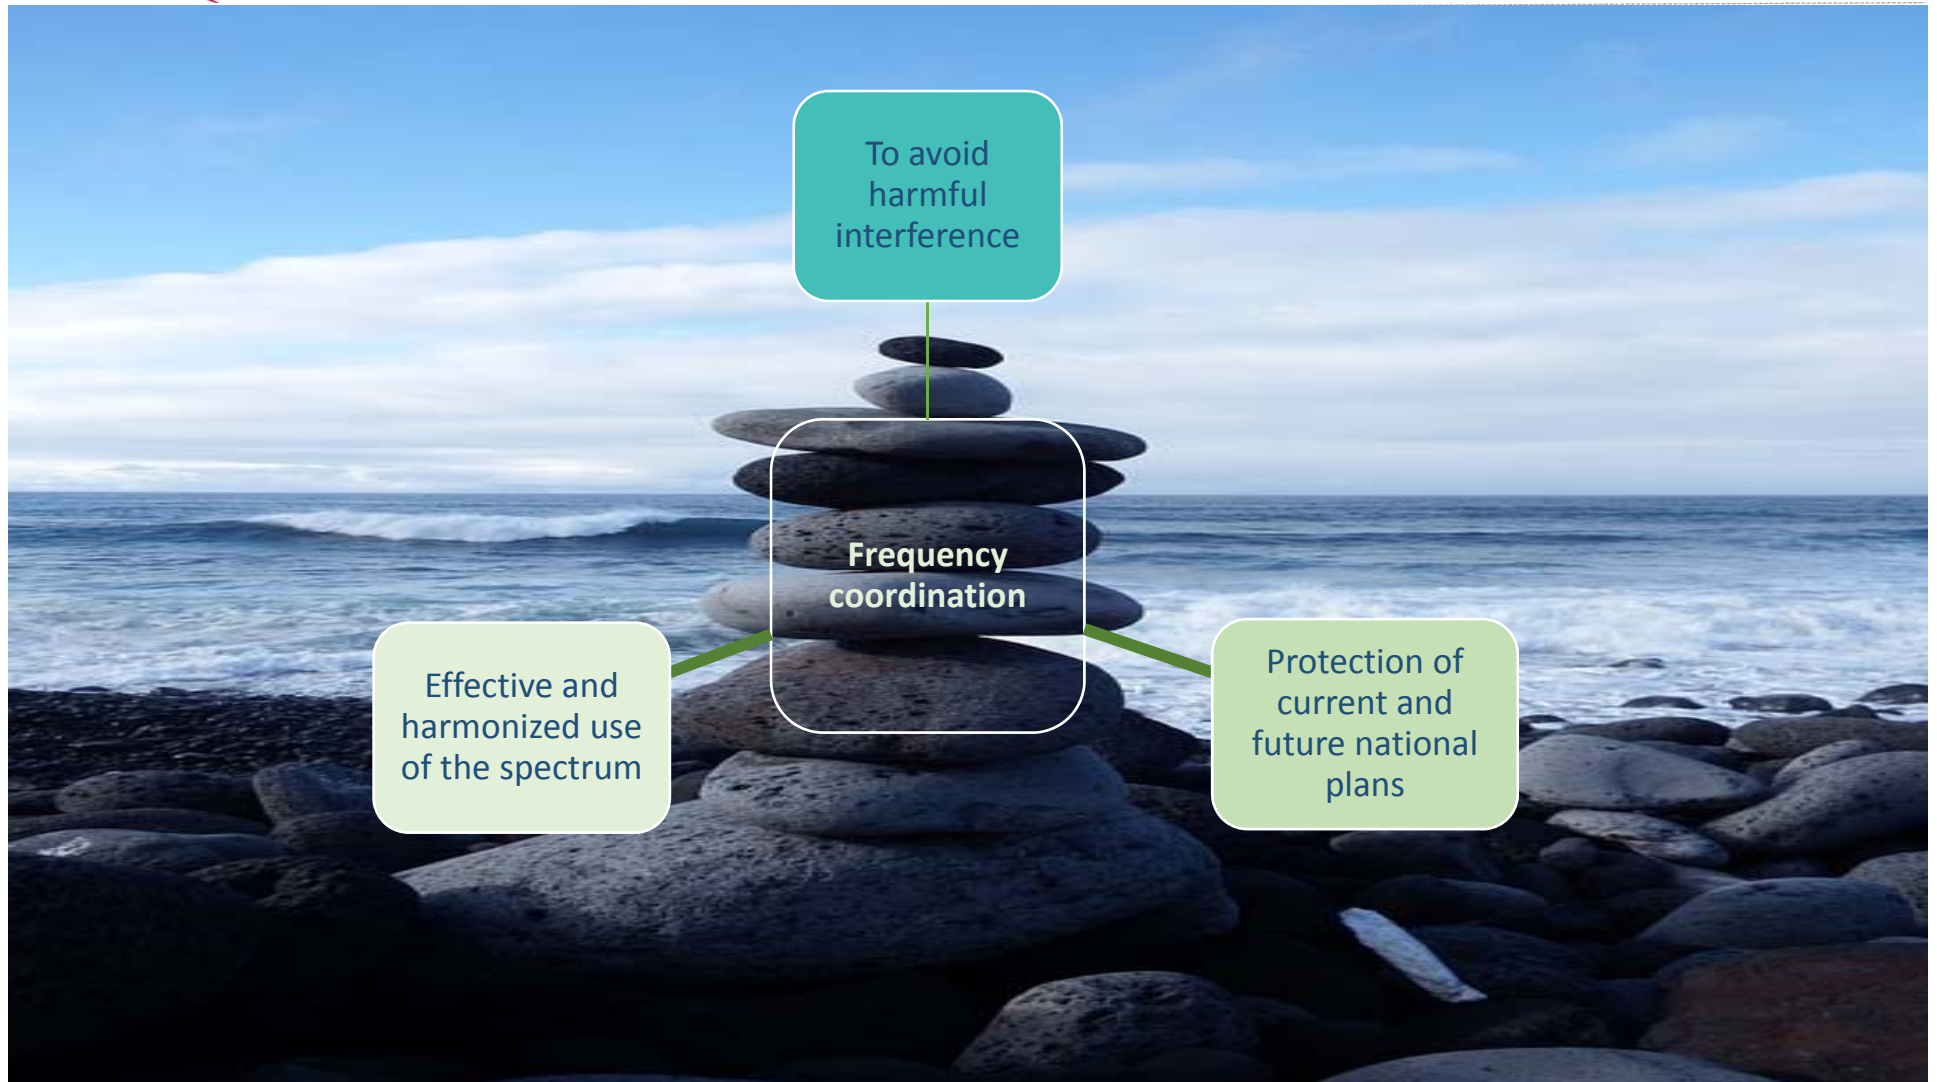 To avoid
harmful
interference
Frequency
coordination
Effective and
harmonized use
of the spectrum
Protection of
current and
future national
plans